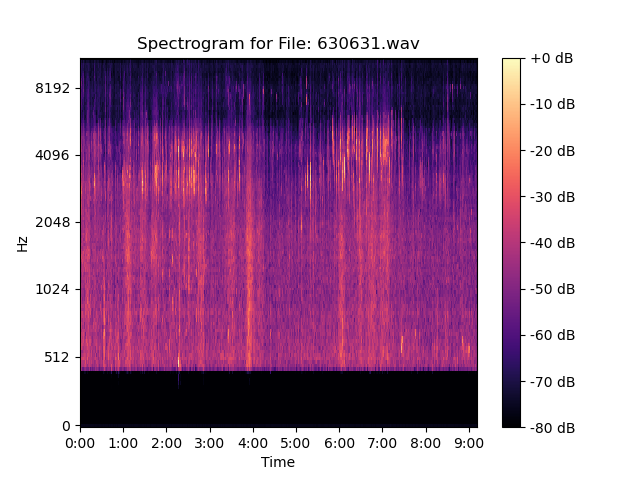 Spectrogram for File: 630631.wav
Hz
8192
4096
2048
1024
512
0
0:00 1:00 2:00 3:00 4:00 5:00 6:00 7:00 8:00 9:00
Time
+0 dB
-10 dB
-20 dB
-30 dB
-40 dB
-50 dB
-60 dB
-70 dB
-80 dB